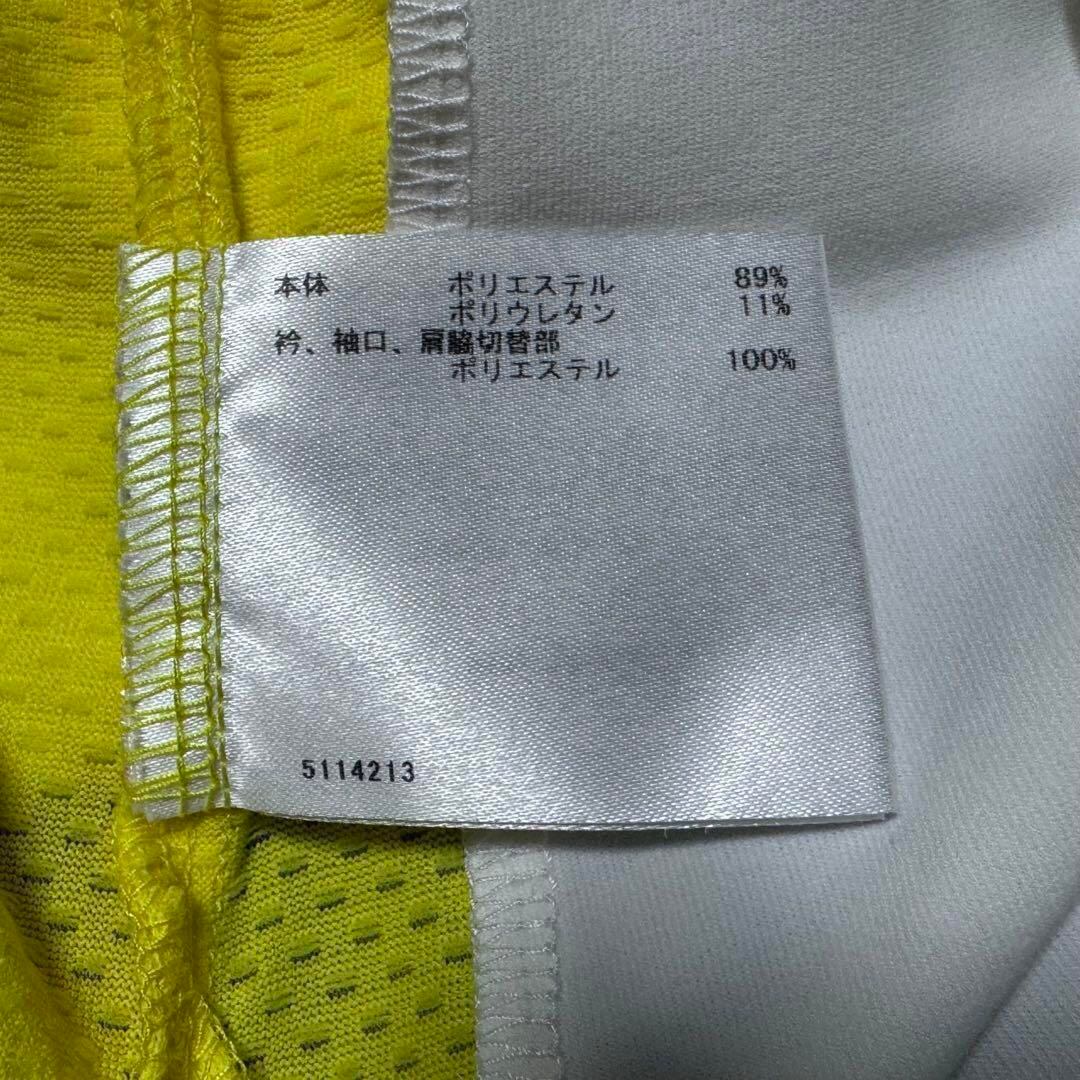 本体 ポリエステル 89%
ポリウレタン 11%
衿、袖口、肩脇切替部
ポリエステル 100%
5114213